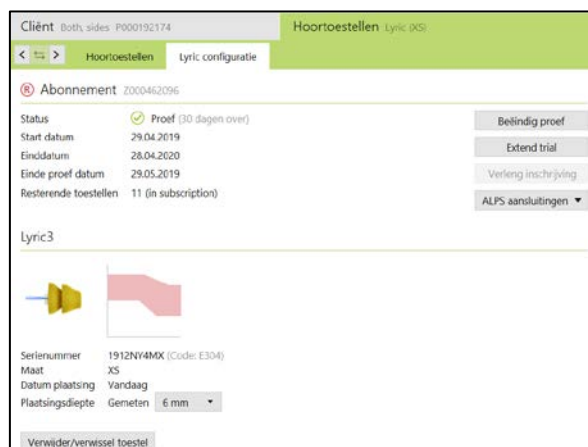 Cliënt Both, sides P000192174
Hoortoestellen Lyric (XS)
Hoortoestellen Lyric configuratie
R Abonnement Z000462096
Status Proef (30 dagen over) Beëindig proef
Start datum 29.04.2019
Einddatum 28.04.2020 Extend trial
Einde proef datum 29.05.2019 Verleng inschrijving
Resterende toestellen 11 (in subscription) ALPS aansluitingen
Lyric3
Serienummer 1912NY4MX (Code: E304)
Maat XS
Datum plaatsing Vandaag
Plaatsingsdiepte Gemeten 6 mm
Verwijder/verwissel toestel